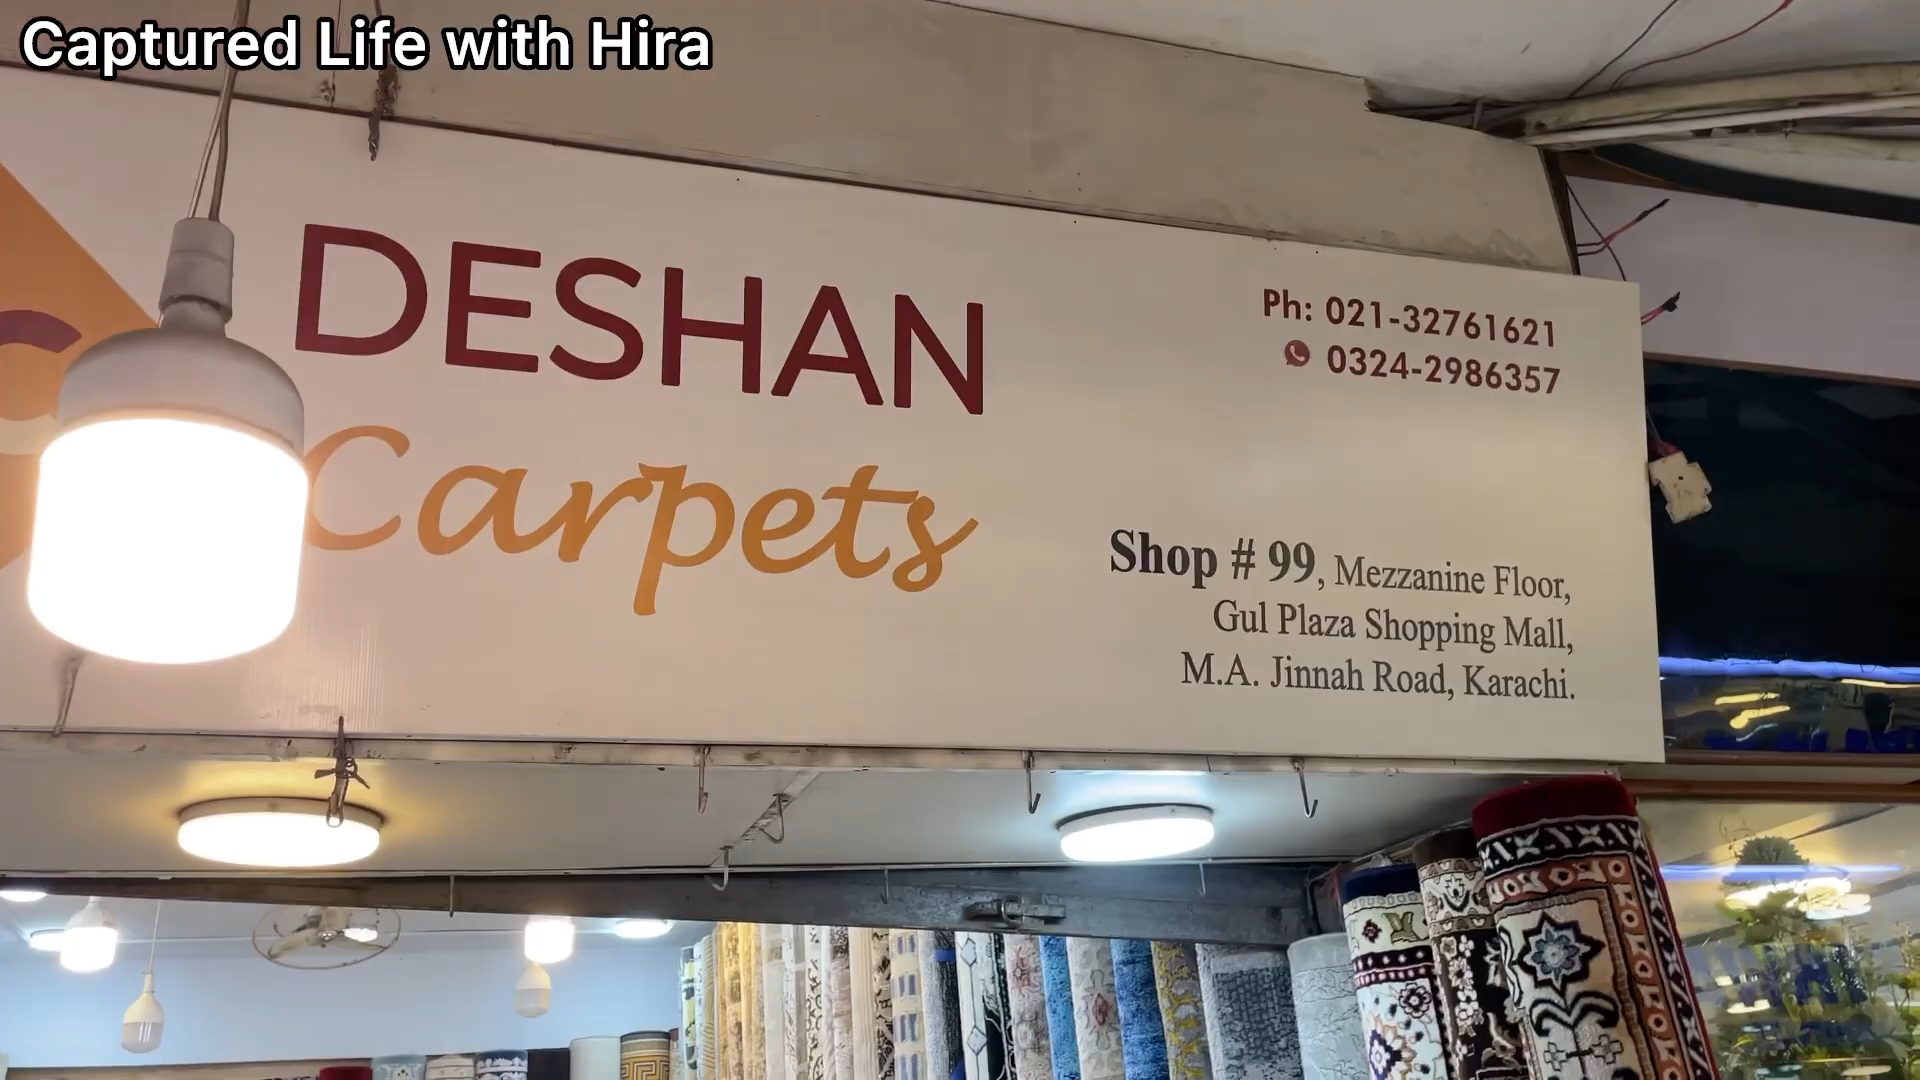 Captured Life with Hira
DESHAN
Carpets
Ph: 021-32761621
0324-2986357
Shop # 99, Mezzanine Floor,
Gul Plaza Shopping Mall,
M.A. Jinnah Road, Karachi.